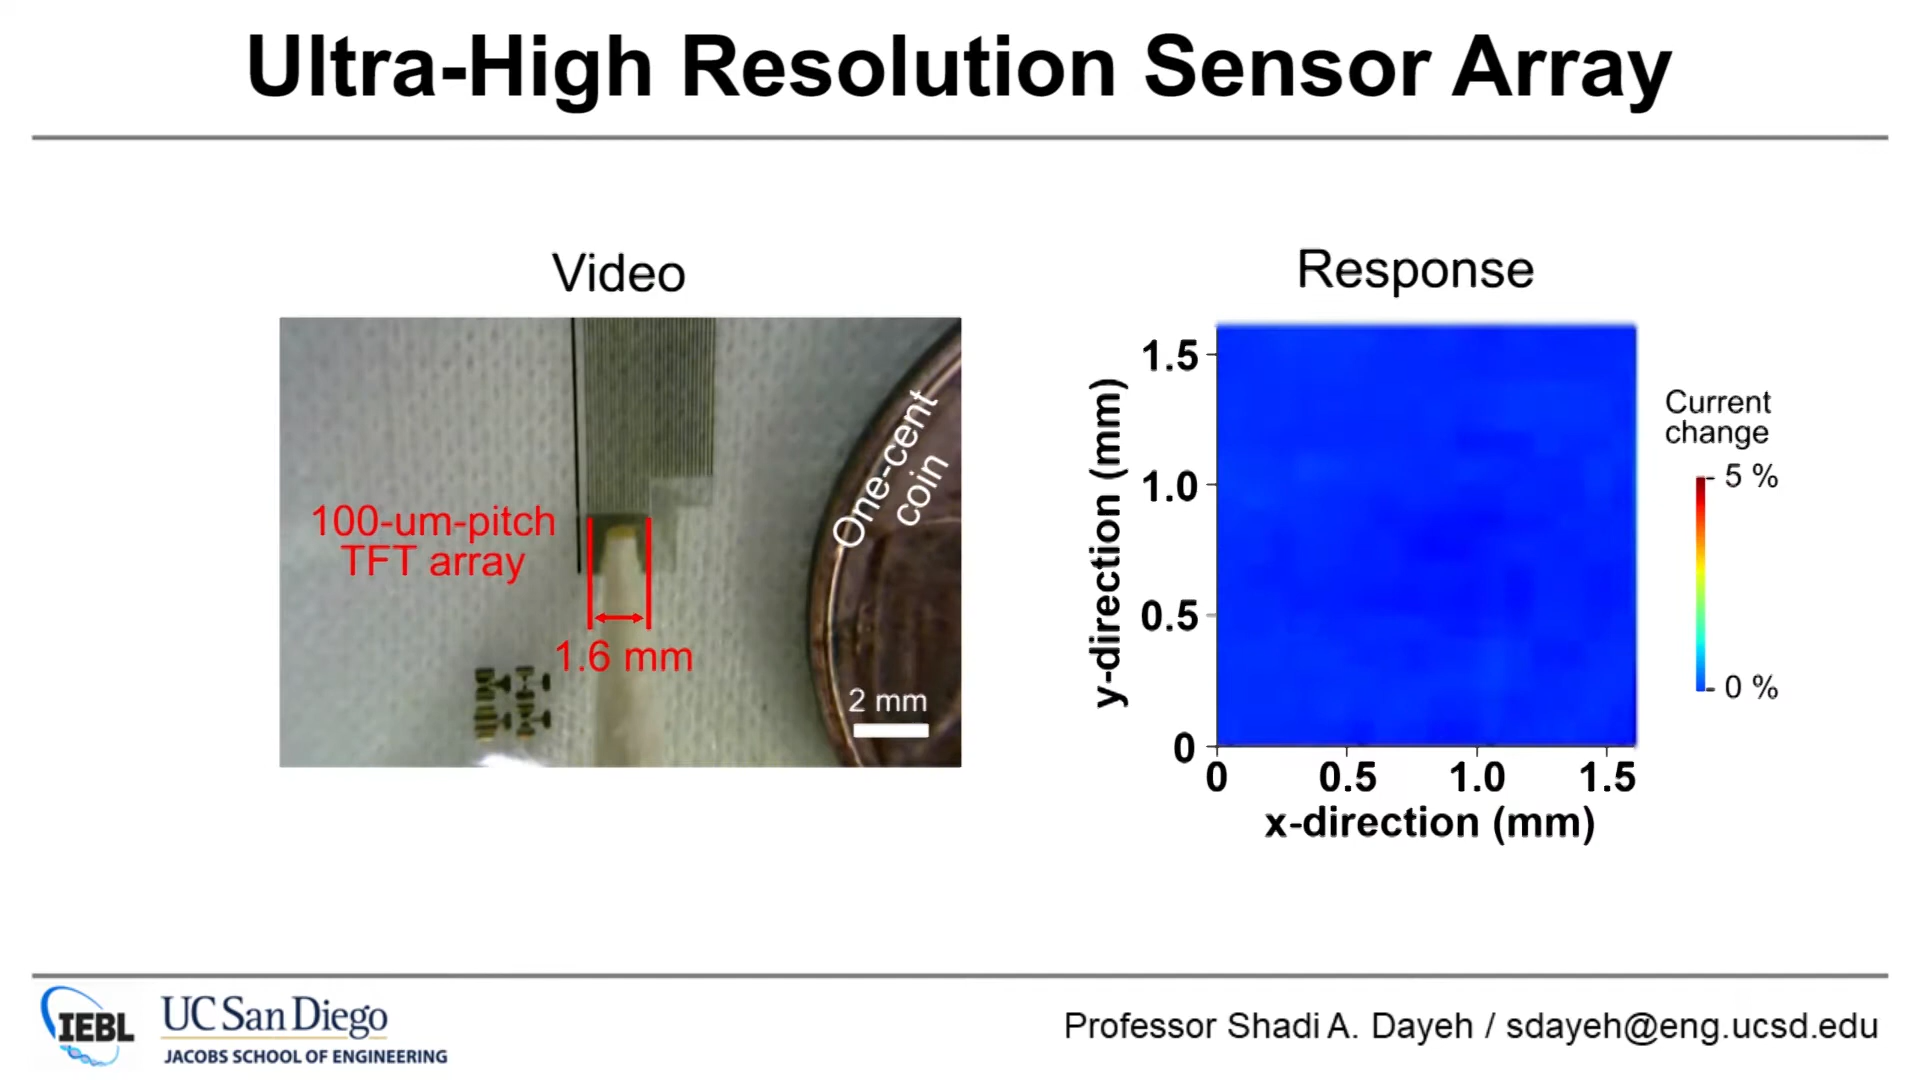 Ultra-High Resolution Sensor Array
Video
Response
100-um-pitch
TFT array
1.6 mm
One-cent
coin
2 mm
y-direction (mm)
1.5
1.0
0.5
0
0
0.5
1.0
1.5
x-direction (mm)
Current
change
5 %
0 %
IEBL
UC San Diego
JACOBS SCHOOL OF ENGINEERING
Professor Shadi A. Dayeh / sdayeh@eng.ucsd.edu